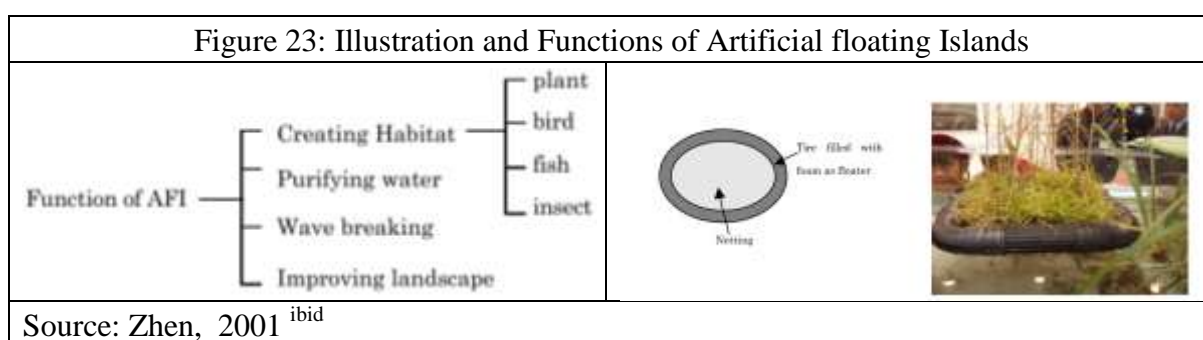 Figure 23: Illustration and Functions of Artificial floating Islands
Function of AFI
Creating Habitat
Purifying water
Wave breaking
Improving landscape
plant
bird
fish
insect
Tire filled with
foam as floater
Netting
Source: Zhen, 2001 ibid